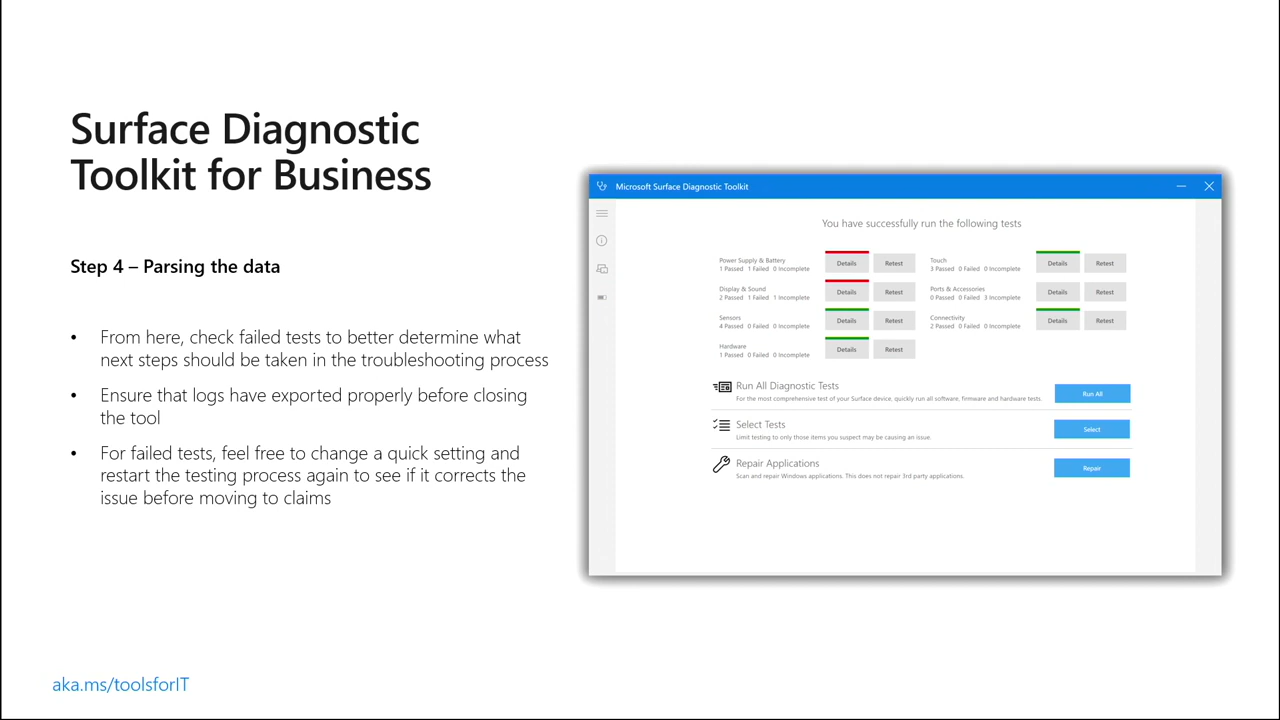 Surface Diagnostic
Toolkit for Business
Step 4 – Parsing the data
• From here, check failed tests to better determine what
next steps should be taken in the troubleshooting process
• Ensure that logs have exported properly before closing
the tool
• For failed tests, feel free to change a quick setting and
restart the testing process again to see if it corrects the
issue before moving to claims
aka.ms/toolsforIT
Microsoft Surface Diagnostic Toolkit
You have successfully run the following tests
Power Supply & Battery
1 Passed 1 Failed 0 Incomplete
Details
Retest
Touch
3 Passed 0 Failed 0 Incomplete
Details
Retest
Display & Sound
2 Passed 1 Failed 1 Incomplete
Details
Retest
Ports & Accessories
0 Passed 0 Failed 3 Incomplete
Details
Retest
Sensors
4 Passed 0 Failed 0 Incomplete
Details
Retest
Connectivity
2 Passed 0 Failed 0 Incomplete
Details
Retest
Hardware
1 Passed 0 Failed 0 Incomplete
Details
Retest
Run All Diagnostic Tests
For the most comprehensive test of your Surface device, quickly run all software, firmware and hardware tests.
Run All
Select Tests
Limit testing to only those items you suspect may be causing an issue.
Select
Repair Applications
Scan and repair Windows applications. This does not repair 3rd party applications.
Repair